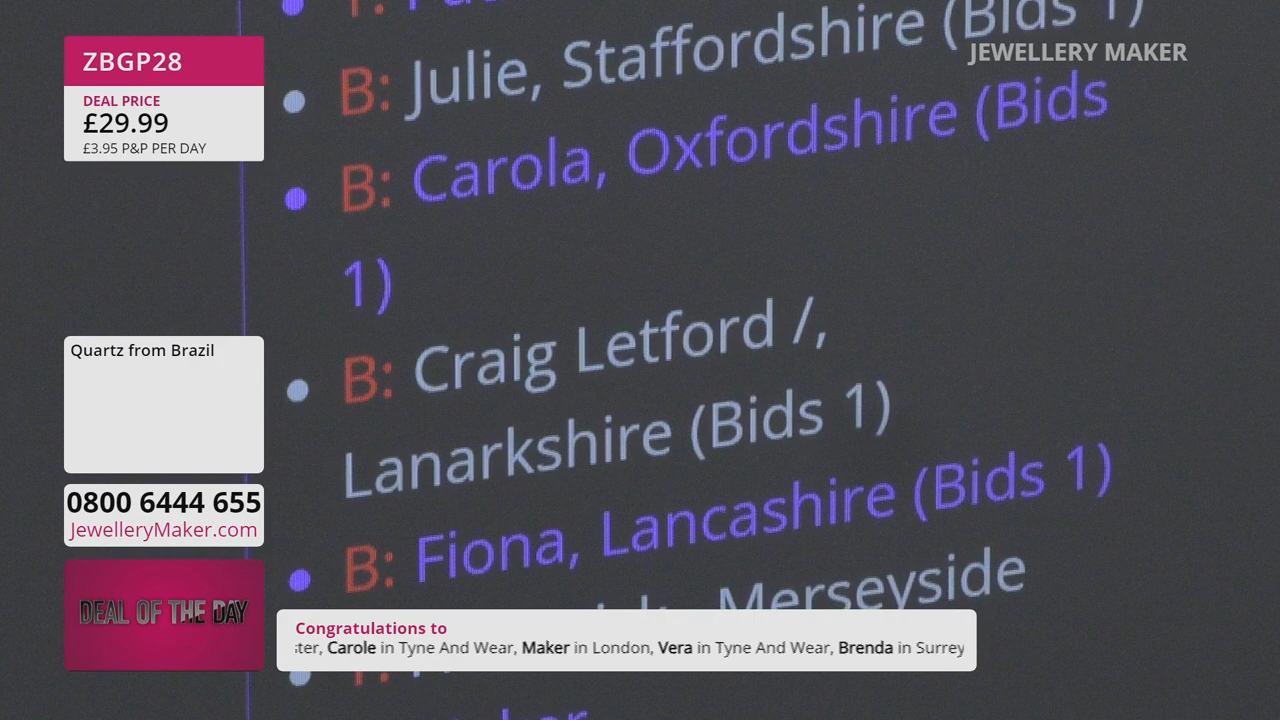 ZBGP28
DEAL PRICE
£29.99
£3.95 P&P PER DAY
JEWELLERY MAKER
B: Julie, Staffordshire (Bids 1)
B: Carola, Oxfordshire (Bids
1)
B: Craig Letford /,
Lanarkshire (Bids 1)
B: Fiona, Lancashire (Bids 1)
Merseyside
Quartz from Brazil
0800 6444 655
JewelleryMaker.com
DEAL OF THE DAY
Congratulations to
ster, Carole in Tyne And Wear, Maker in London, Vera in Tyne And Wear, Brenda in Surrey